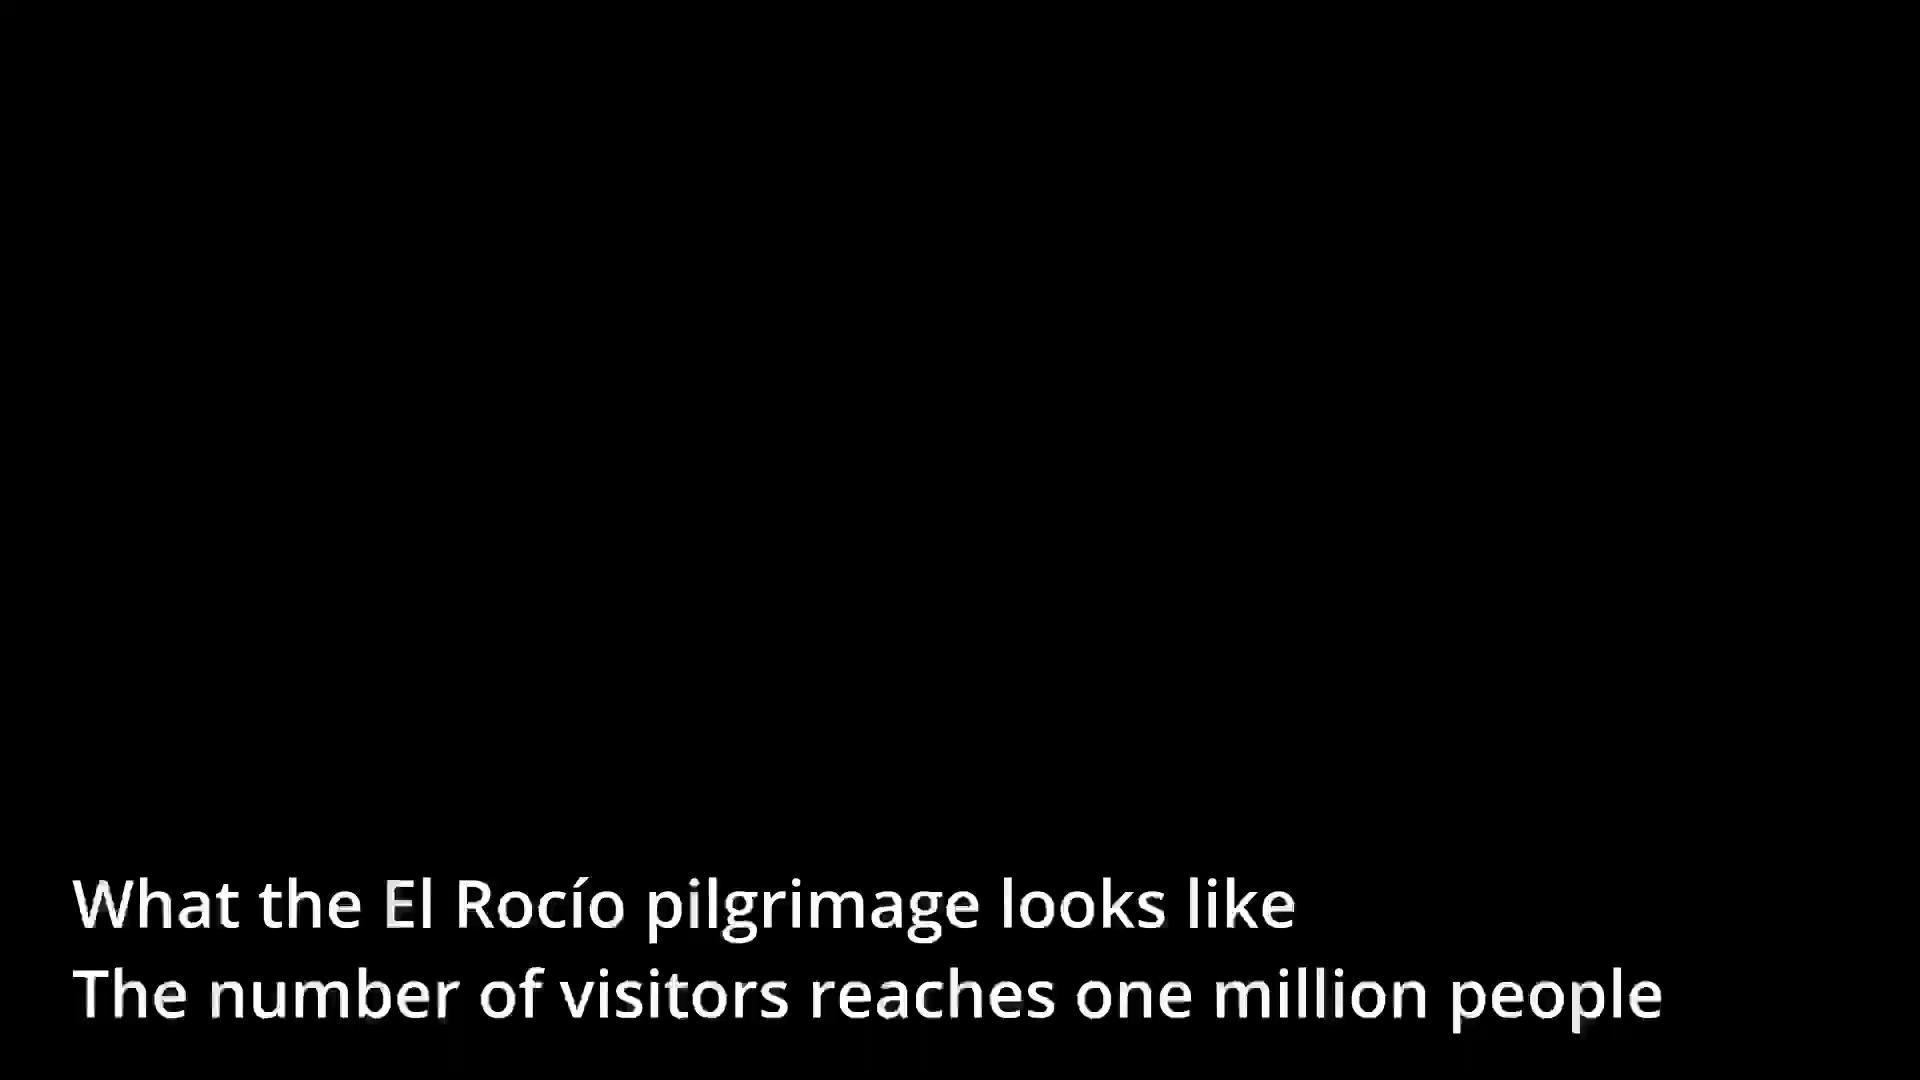 What the El Rocío pilgrimage looks like
The number of visitors reaches one million people